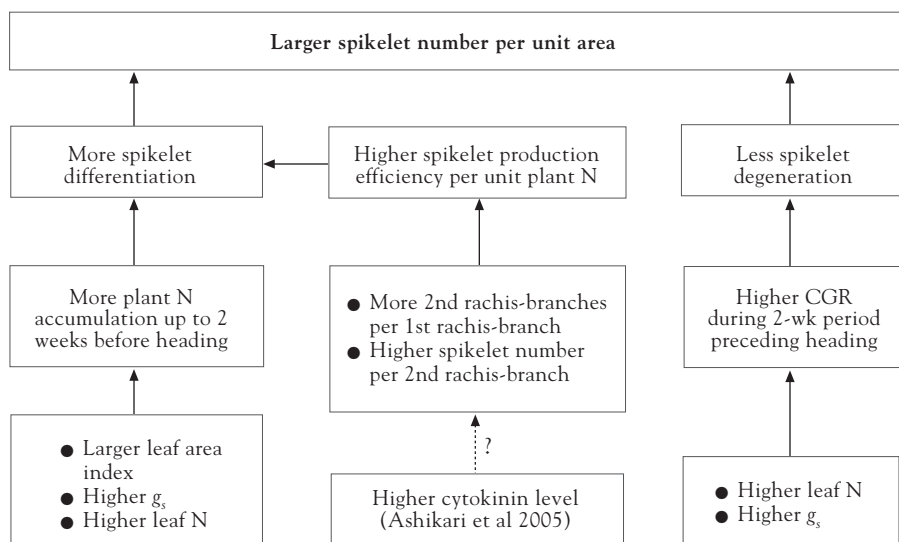 Larger spikelet number per unit area
More spikelet
differentiation
Higher spikelet production
efficiency per unit plant N
Less spikelet
degeneration
More plant N
accumulation up to 2
weeks before heading
● More 2nd rachis-branches
per 1st rachis-branch
● Higher spikelet number
per 2nd rachis-branch
Higher CGR
during 2-wk period
preceding heading
● Larger leaf area
index
● Higher gs
● Higher leaf N
?
Higher cytokinin level
(Ashikari et al 2005)
● Higher leaf N
● Higher gs